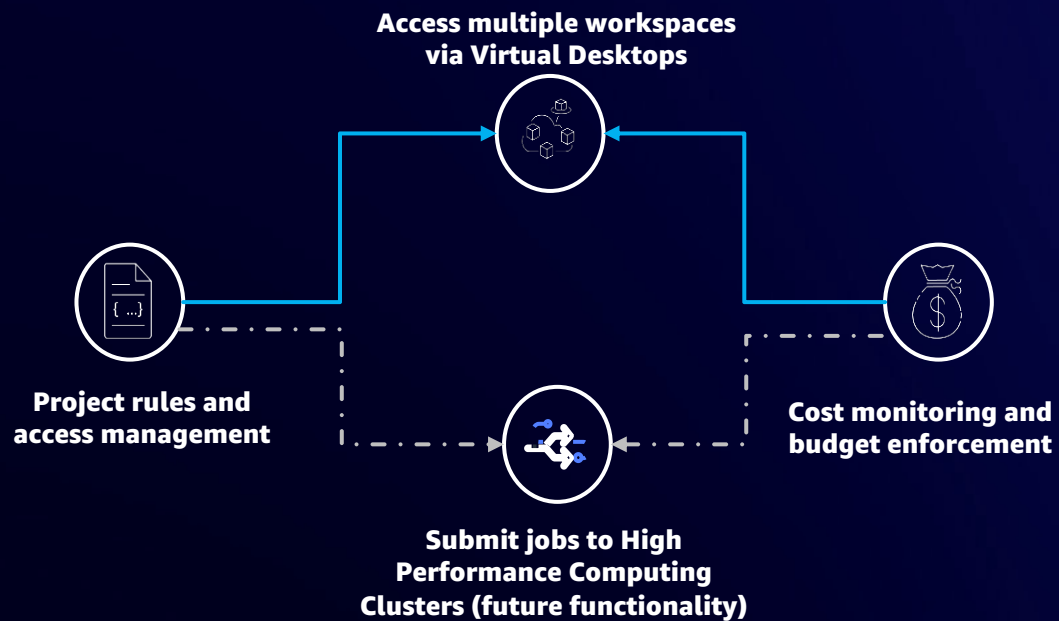 Access multiple workspaces
via Virtual Desktops
{ ...}
Project rules and
access management
$
Cost monitoring and
budget enforcement
Submit jobs to High
Performance Computing
Clusters (future functionality)